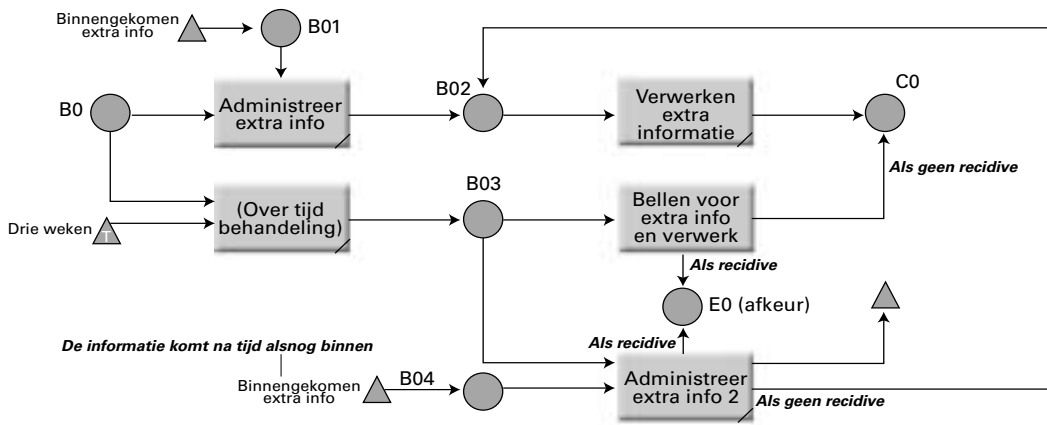 Binnengekomen
extra info
B01
B0
Administreer
extra info
B02
Verwerken
extra
informatie
C0
Als geen recidive
Drie weken
T
(Over tijd
behandeling)
B03
Bellen voor
extra info
en verwerk
Als recidive
E0 (afkeur)
De informatie komt na tijd alsnog binnen
Binnengekomen
extra info
B04
Als recidive
Administreer
extra info 2
Als geen recidive